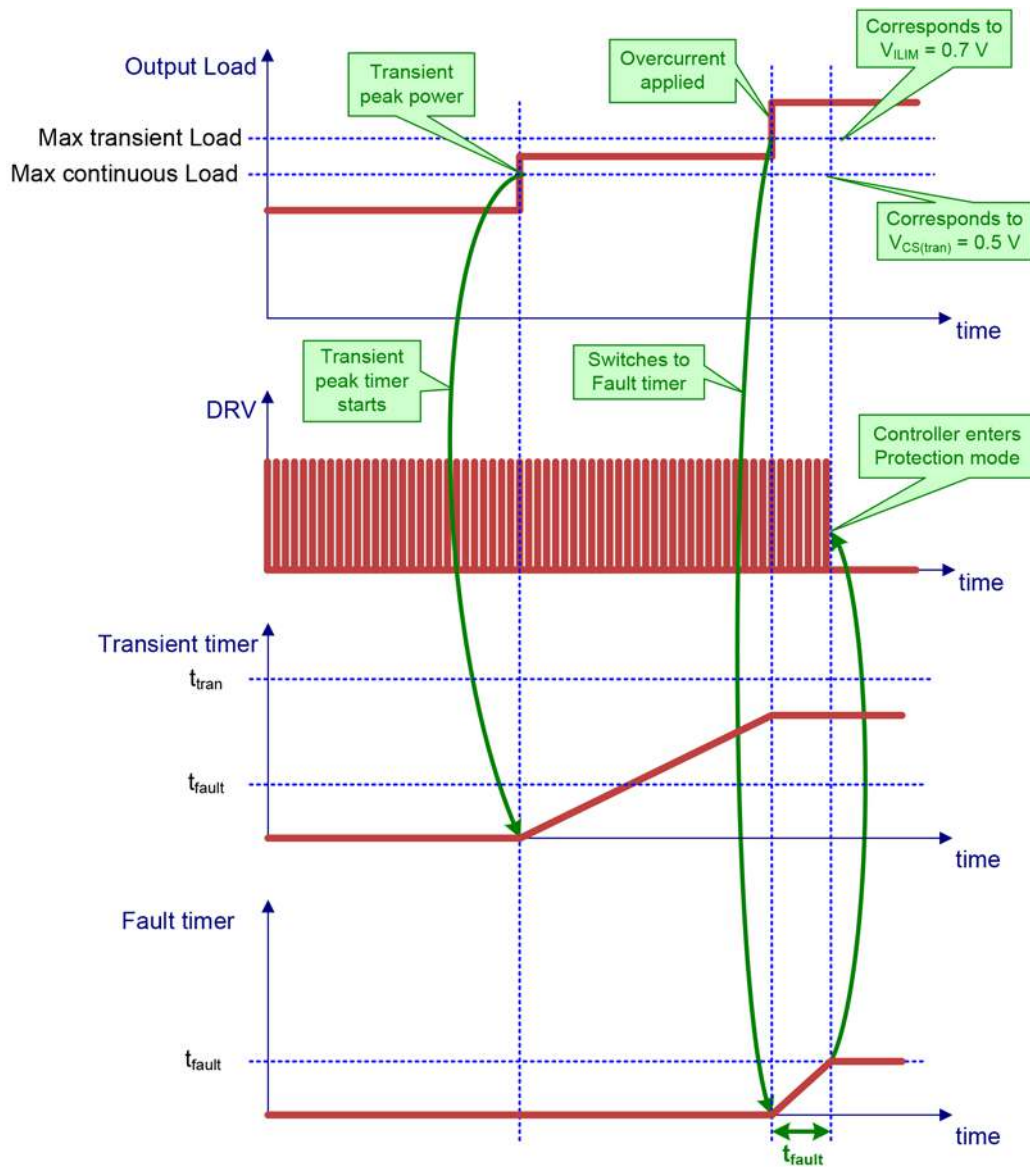 Output Load
Transient
peak power
Overcurrent
applied
Corresponds to
V_ILIM = 0.7 V
Max transient Load
Max continuous Load
Corresponds to
V_CS(tran) = 0.5 V
time
Transient
peak timer
starts
Switches to
Fault timer
DRV
Controller enters
Protection mode
time
Transient timer
t_tran
t_fault
time
Fault timer
t_fault
time
t_fault